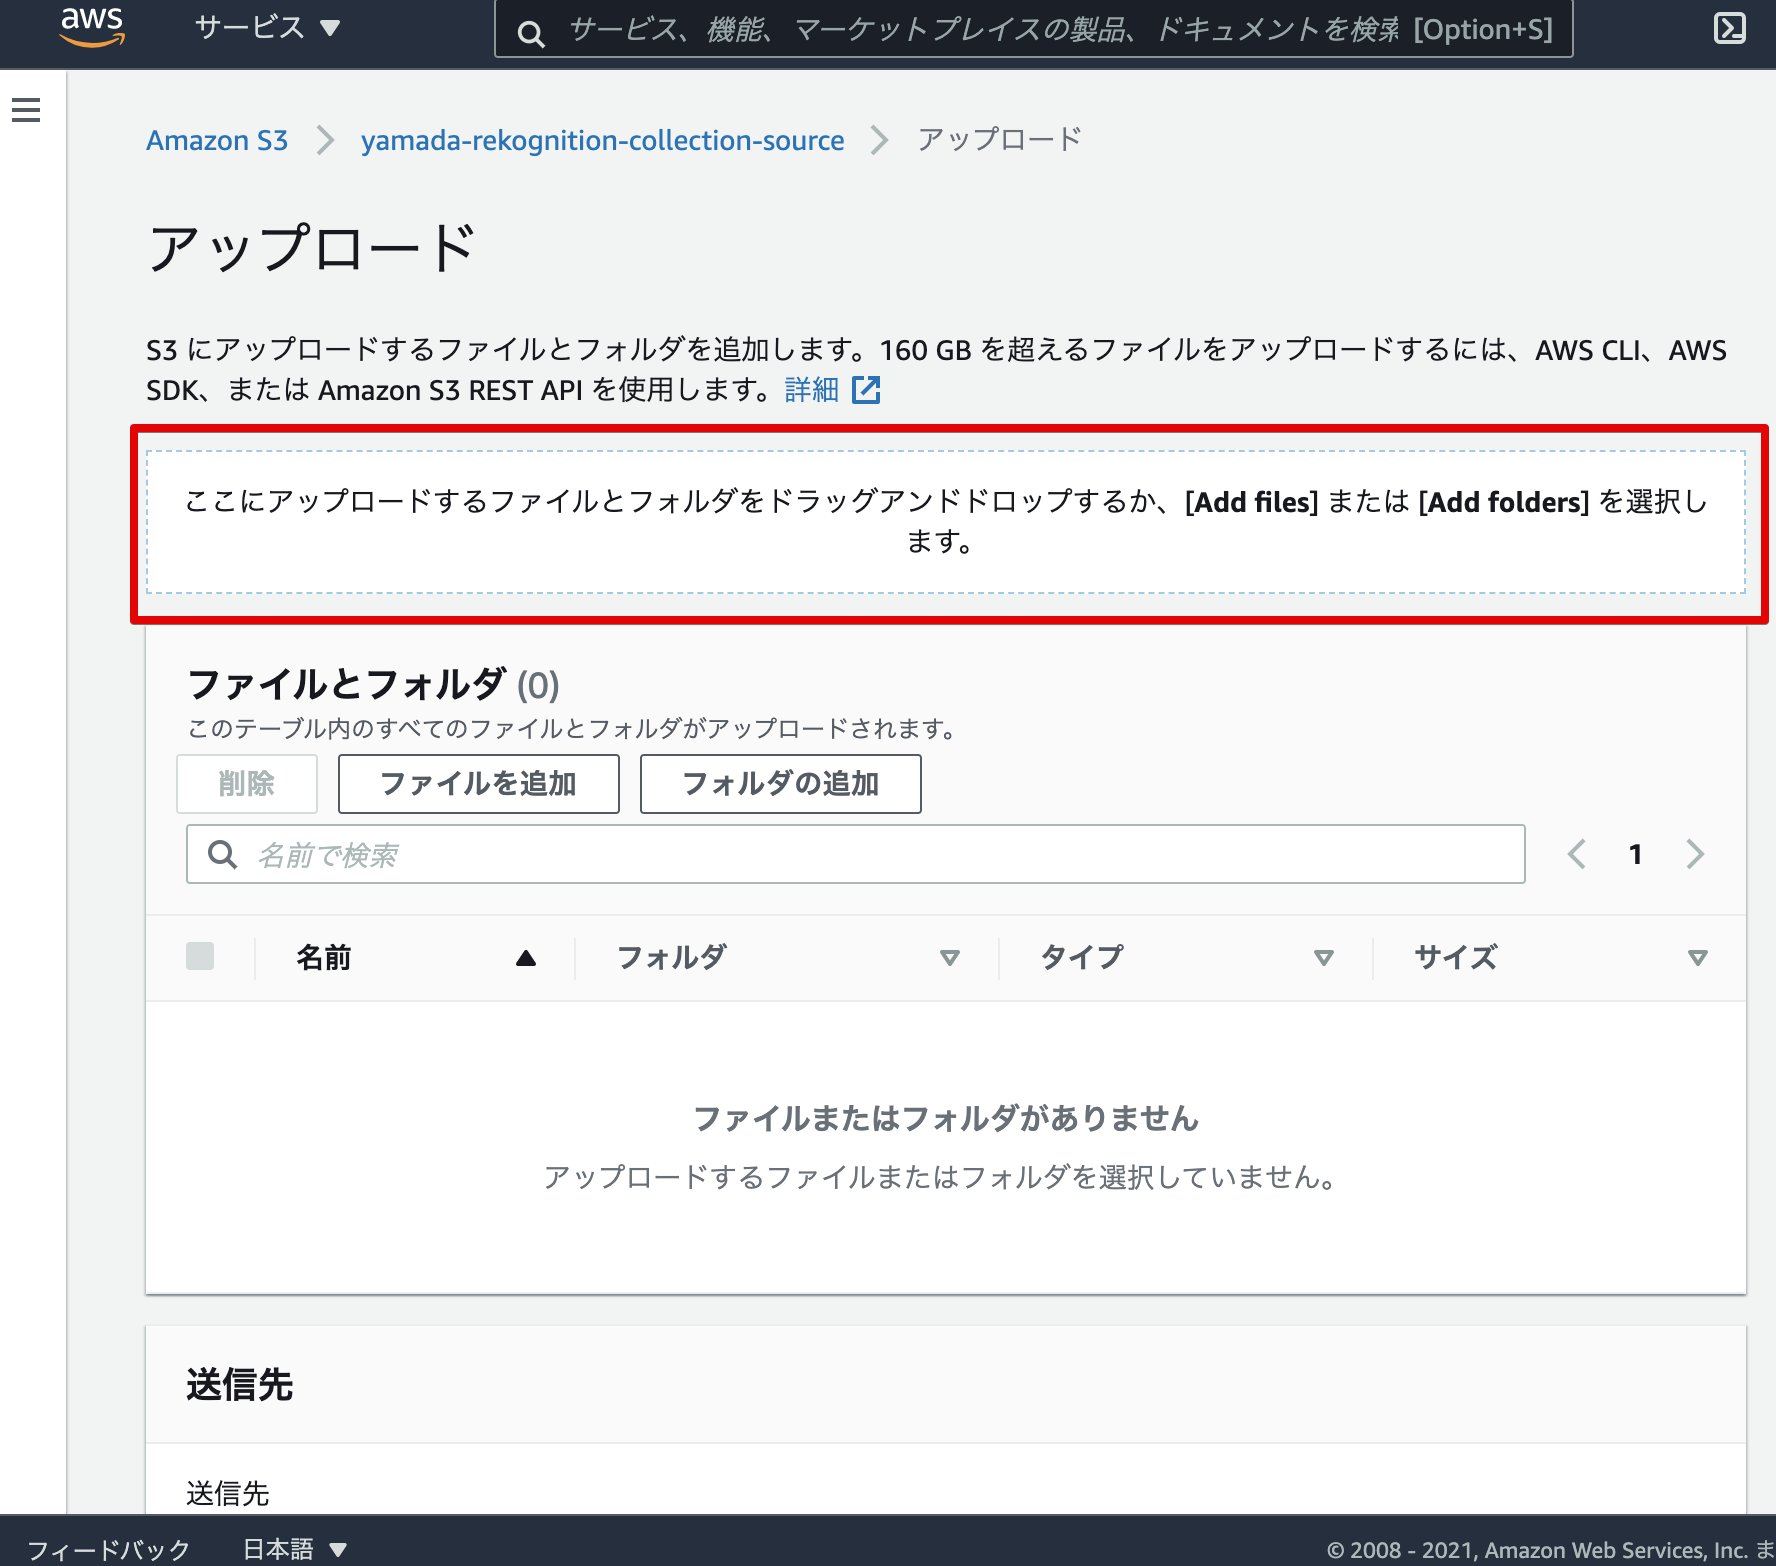 aws サービス ▼ サービス、機能、マーケットプレイスの製品、ドキュメントを検索 [Option+S]
Amazon S3 > yamada-rekognition-collection-source > アップロード
アップロード
S3 にアップロードするファイルとフォルダを追加します。160 GB を超えるファイルをアップロードするには、AWS CLI、AWS
SDK、または Amazon S3 REST API を使用します。詳細
ここにアップロードするファイルとフォルダをドラッグアンドドロップするか、[Add files] または [Add folders] を選択し
ます。
ファイルとフォルダ (0)
このテーブル内のすべてのファイルとフォルダがアップロードされます。
削除 ファイルを追加 フォルダの追加
名前で検索 < 1 >
名前 ▲ フォルダ ▽ タイプ ▽ サイズ ▽
ファイルまたはフォルダがありません
アップロードするファイルまたはフォルダを選択していません。
送信先
送信先
フィードバック 日本語 ▼ © 2008 - 2021, Amazon Web Services, Inc. ま